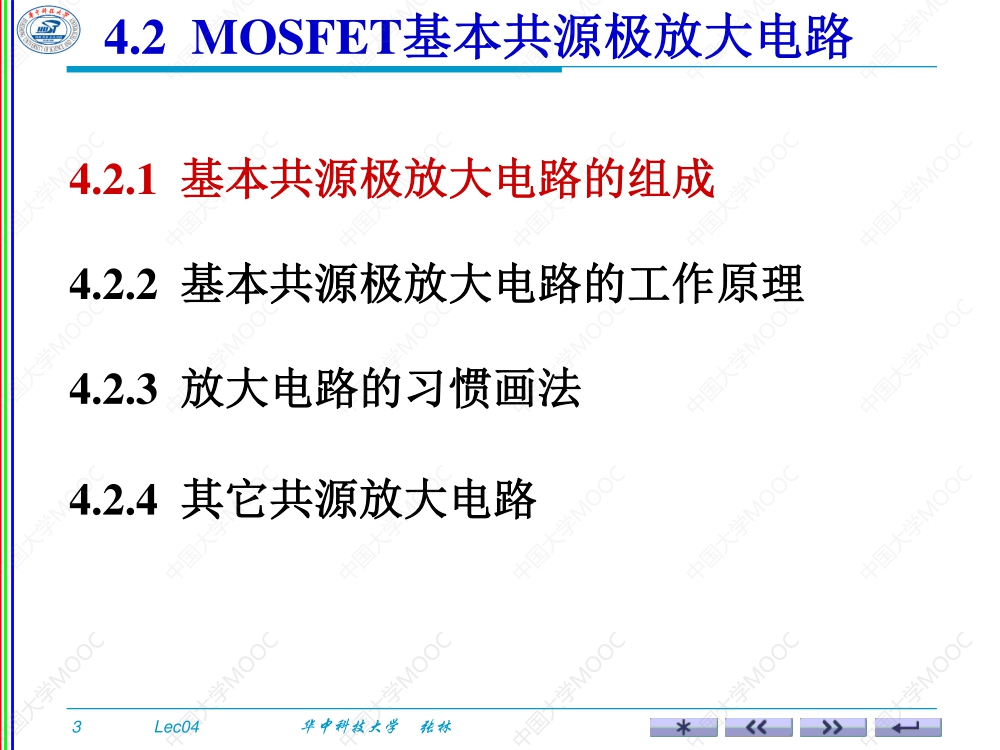 4.2 MOSFET基本共源极放大电路
4.2.1 基本共源极放大电路的组成
4.2.2 基本共源极放大电路的工作原理
4.2.3 放大电路的习惯画法
4.2.4 其它共源放大电路
3 Lec04 华中科技大学 张林
中国大学MOOC